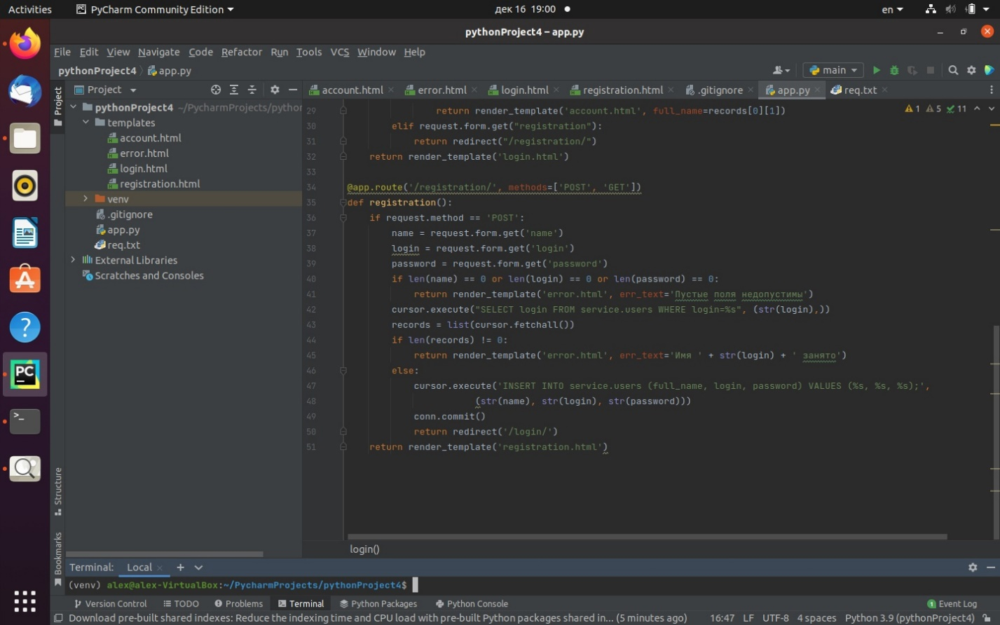 Activities PyCharm Community Edition дек 16 19:00 en
pythonProject4 – app.py
File Edit View Navigate Code Refactor Run Tools VCS Window Help
pythonProject4 app.py main
Project
Project
account.html error.html login.html registration.html .gitignore app.py req.txt
pythonProject4 ~/PycharmProjects/python
templates
account.html
error.html
login.html
registration.html
venv
.gitignore
app.py
req.txt
External Libraries
Scratches and Consoles
1 5 11
29 return render_template('account.html', full_name=records[0][1])
30 elif request.form.get("registration"):
31 return redirect("/registration/")
32 return render_template('login.html')
33
34 @app.route('/registration/', methods=['POST', 'GET'])
35 def registration():
36 if request.method == 'POST':
37 name = request.form.get('name')
38 login = request.form.get('login')
39 password = request.form.get('password')
40 if len(name) == 0 or len(login) == 0 or len(password) == 0:
41 return render_template('error.html', err_text='Пустые поля недопустимы')
42 cursor.execute("SELECT login FROM service.users WHERE login=%s", (str(login),))
43 records = list(cursor.fetchall())
44 if len(records) != 0:
45 return render_template('error.html', err_text='Имя ' + str(login) + ' занято')
46 else:
47 cursor.execute('INSERT INTO service.users (full_name, login, password) VALUES (%s, %s, %s);',
48 (str(name), str(login), str(password)))
49 conn.commit()
50 return redirect('/login/')
51 return render_template('registration.html')
login()
Structure
Bookmarks
Terminal: Local
(venv) alex@alex-VirtualBox:~/PycharmProjects/pythonProject4$
Version Control TODO Problems Terminal Python Packages Python Console 1 Event Log
Download pre-built shared indexes: Reduce the indexing time and CPU load with pre-built Python packages shared in... (5 minutes ago) 16:47 LF UTF-8 4 spaces Python 3.9 (pythonProject4)